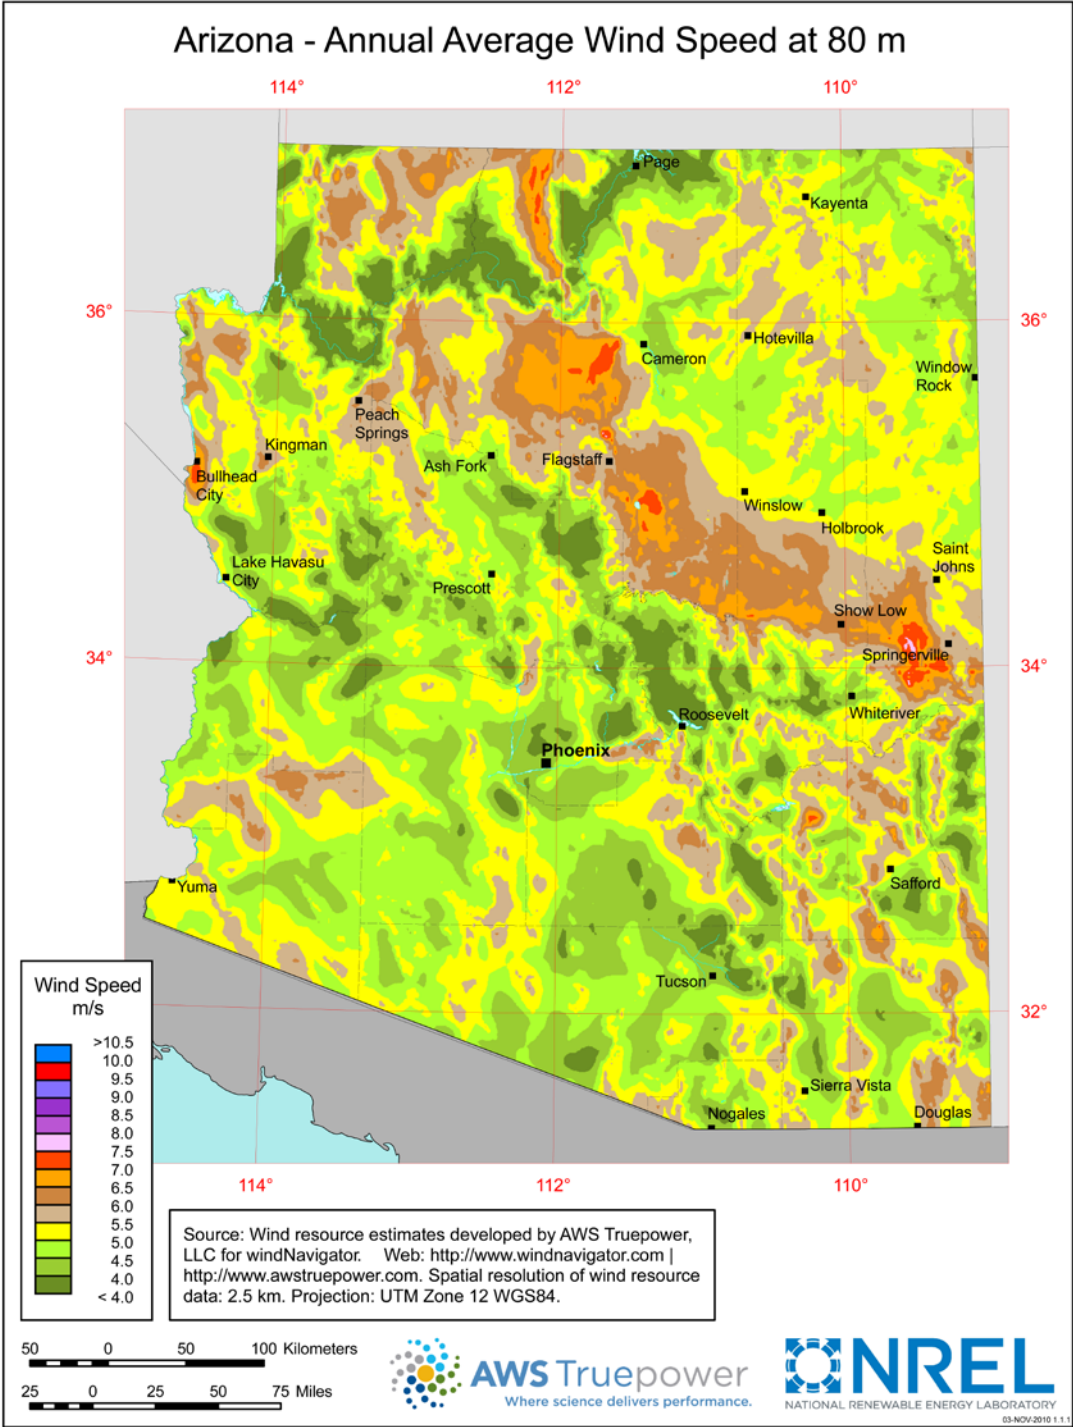 Arizona - Annual Average Wind Speed at 80 m
114°
112°
110°
Page
Kayenta
36°
36°
Hotevilla
Cameron
Window
Rock
Peach
Springs
Kingman
Ash Fork
Flagstaff
Bullhead
City
Winslow
Holbrook
Saint
Johns
Lake Havasu
City
Prescott
Show Low
Springerville
34°
34°
Whiteriver
Roosevelt
Phoenix
Safford
Yuma
Tucson
32°
Sierra Vista
Nogales
Douglas
114°
112°
110°
Wind Speed
m/s
>10.5
10.0
9.5
9.0
8.5
8.0
7.5
7.0
6.5
6.0
5.5
5.0
4.5
4.0
< 4.0
Source: Wind resource estimates developed by AWS Truepower,
LLC for windNavigator. Web: http://www.windnavigator.com |
http://www.awstruepower.com. Spatial resolution of wind resource
data: 2.5 km. Projection: UTM Zone 12 WGS84.
50 0 50 100 Kilometers
25 0 25 50 75 Miles
AWS Truepower
Where science delivers performance.
NREL
NATIONAL RENEWABLE ENERGY LABORATORY
03-NOV-2010 1.1.1